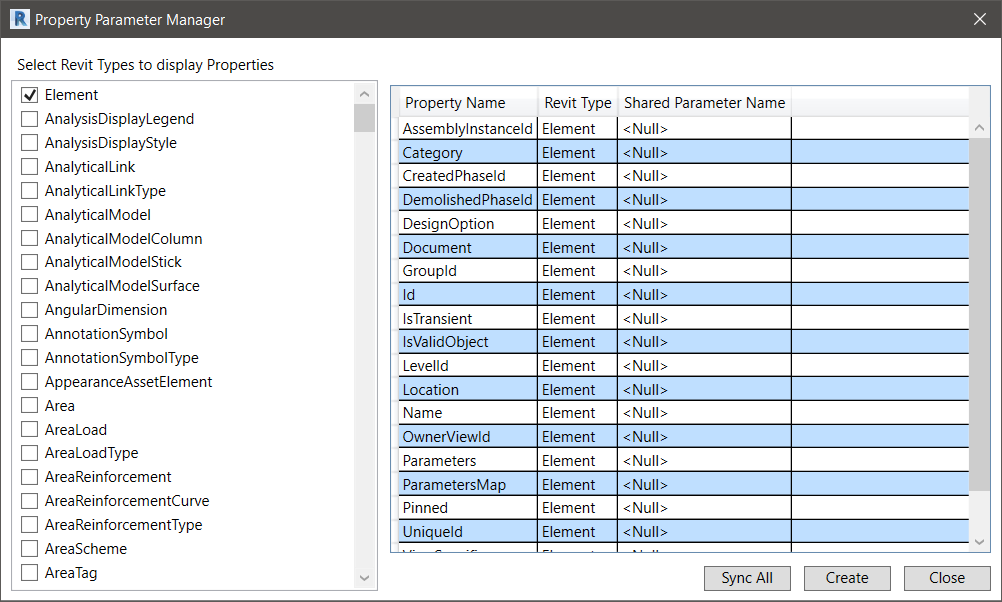 Property Parameter Manager
Select Revit Types to display Properties
Element
AnalysisDisplayLegend
AnalysisDisplayStyle
AnalyticalLink
AnalyticalLinkType
AnalyticalModel
AnalyticalModelColumn
AnalyticalModelStick
AnalyticalModelSurface
AngularDimension
AnnotationSymbol
AnnotationSymbolType
AppearanceAssetElement
Area
AreaLoad
AreaLoadType
AreaReinforcement
AreaReinforcementCurve
AreaReinforcementType
AreaScheme
AreaTag
Property Name Revit Type Shared Parameter Name
AssemblyInstanceId Element <Null>
Category Element <Null>
CreatedPhaseId Element <Null>
DemolishedPhaseId Element <Null>
DesignOption Element <Null>
Document Element <Null>
GroupId Element <Null>
Id Element <Null>
IsTransient Element <Null>
IsValidObject Element <Null>
LevelId Element <Null>
Location Element <Null>
Name Element <Null>
OwnerViewId Element <Null>
Parameters Element <Null>
ParametersMap Element <Null>
Pinned Element <Null>
UniqueId Element <Null>
Sync All Create Close